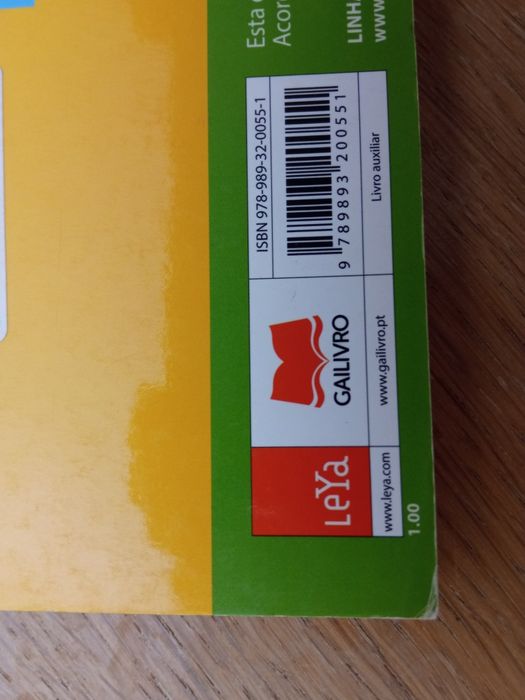 Esta
Acor
LINH
www
LeYa
www.leya.com
GAILIVRO
www.gailivro.pt
ISBN 978-989-32-0055-1
9 789893 200551
Livro auxiliar
1.00